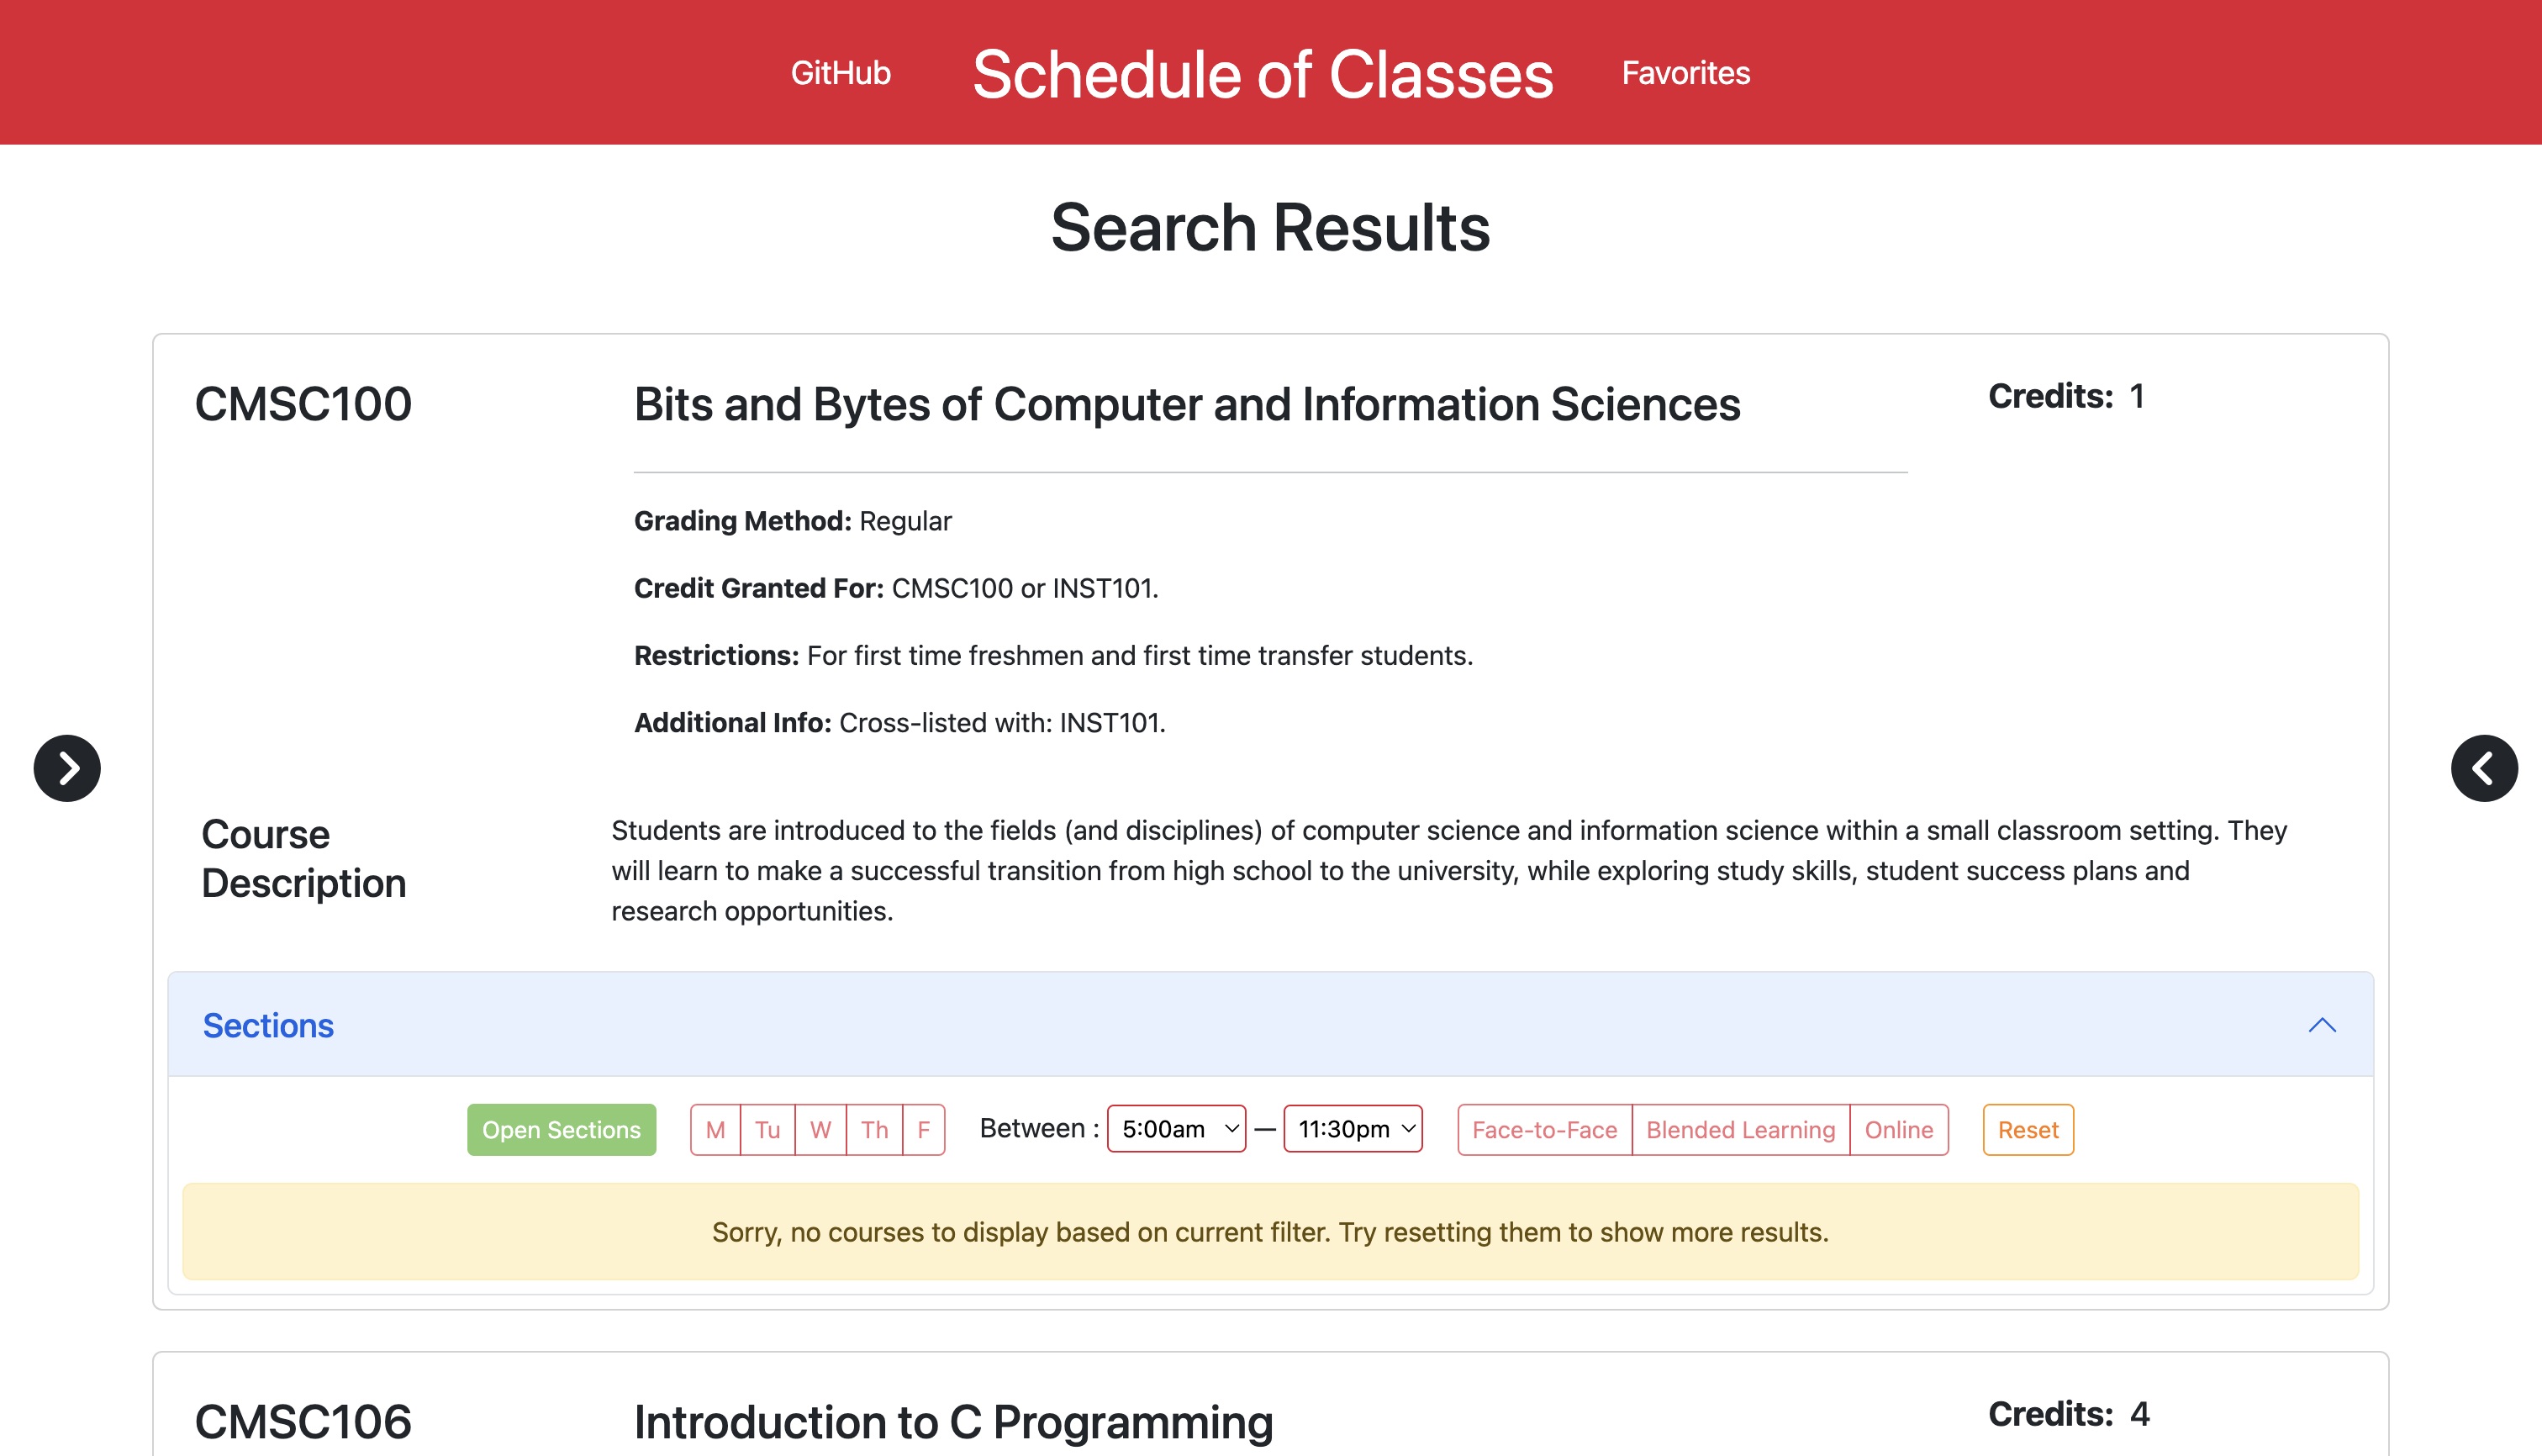 GitHub Schedule of Classes Favorites
Search Results
CMSC100 Bits and Bytes of Computer and Information Sciences Credits: 1
Grading Method: Regular
Credit Granted For: CMSC100 or INST101.
Restrictions: For first time freshmen and first time transfer students.
Additional Info: Cross-listed with: INST101.
Course
Description
Students are introduced to the fields (and disciplines) of computer science and information science within a small classroom setting. They
will learn to make a successful transition from high school to the university, while exploring study skills, student success plans and
research opportunities.
Sections
Open Sections M Tu W Th F Between : 5:00am — 11:30pm Face-to-Face Blended Learning Online Reset
Sorry, no courses to display based on current filter. Try resetting them to show more results.
CMSC106 Introduction to C Programming Credits: 4